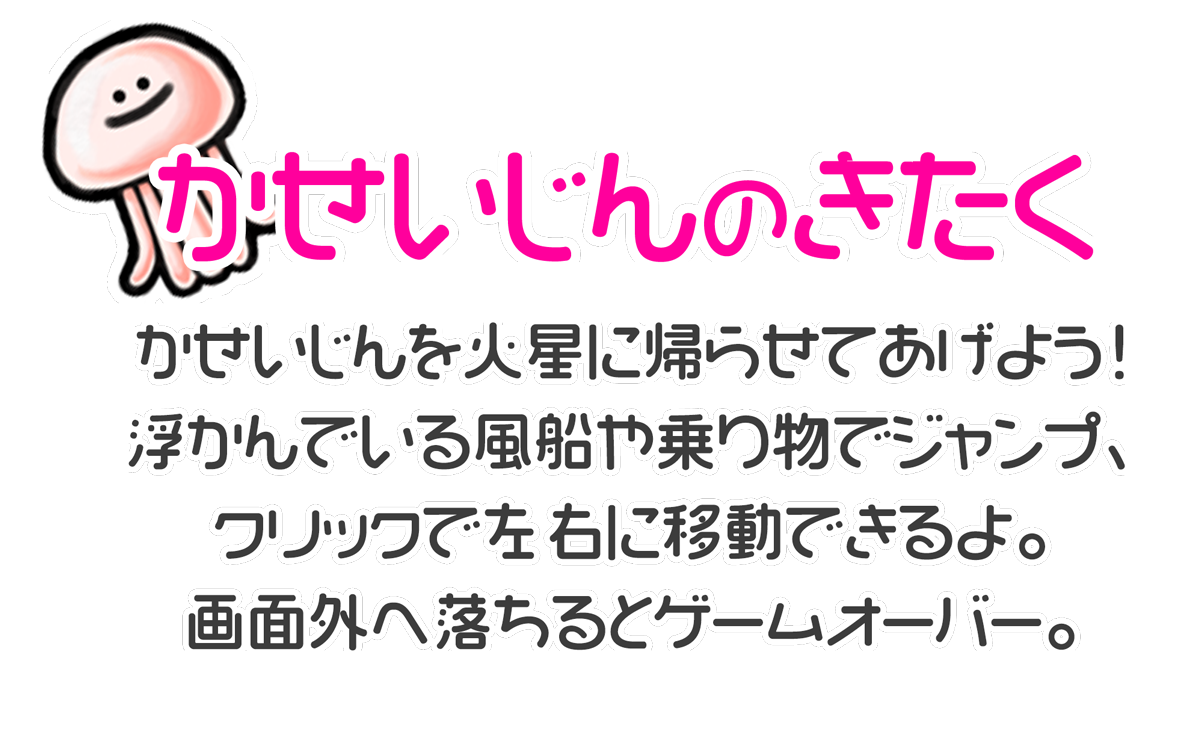 かせいじんのきたく
かせいじんを火星に帰らせてあげよう！
浮かんでいる風船や乗り物でジャンプ、
クリックで左右に移動できるよ。
画面外へ落ちるとゲームオーバー。